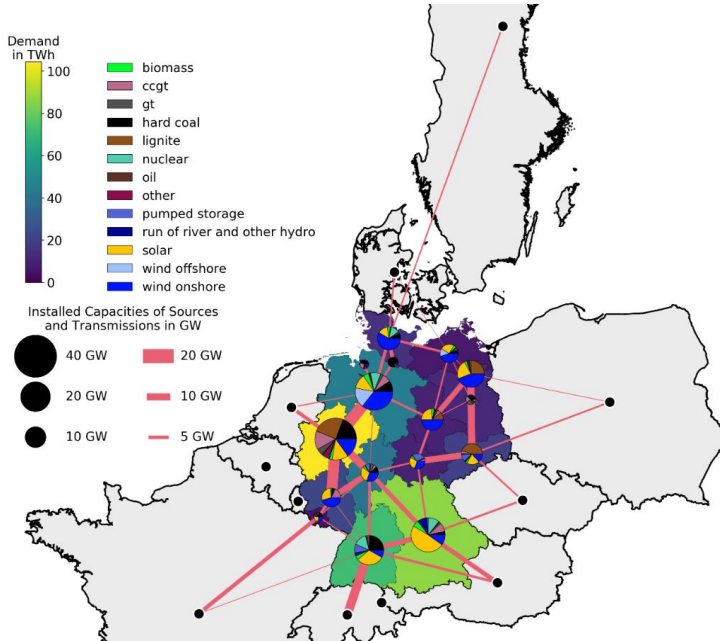 Demand
in TWh
100
80
60
40
20
0
biomass
ccgt
gt
hard coal
lignite
nuclear
oil
other
pumped storage
run of river and other hydro
solar
wind offshore
wind onshore
Installed Capacities of Sources
and Transmissions in GW
40 GW 20 GW
20 GW 10 GW
10 GW 5 GW